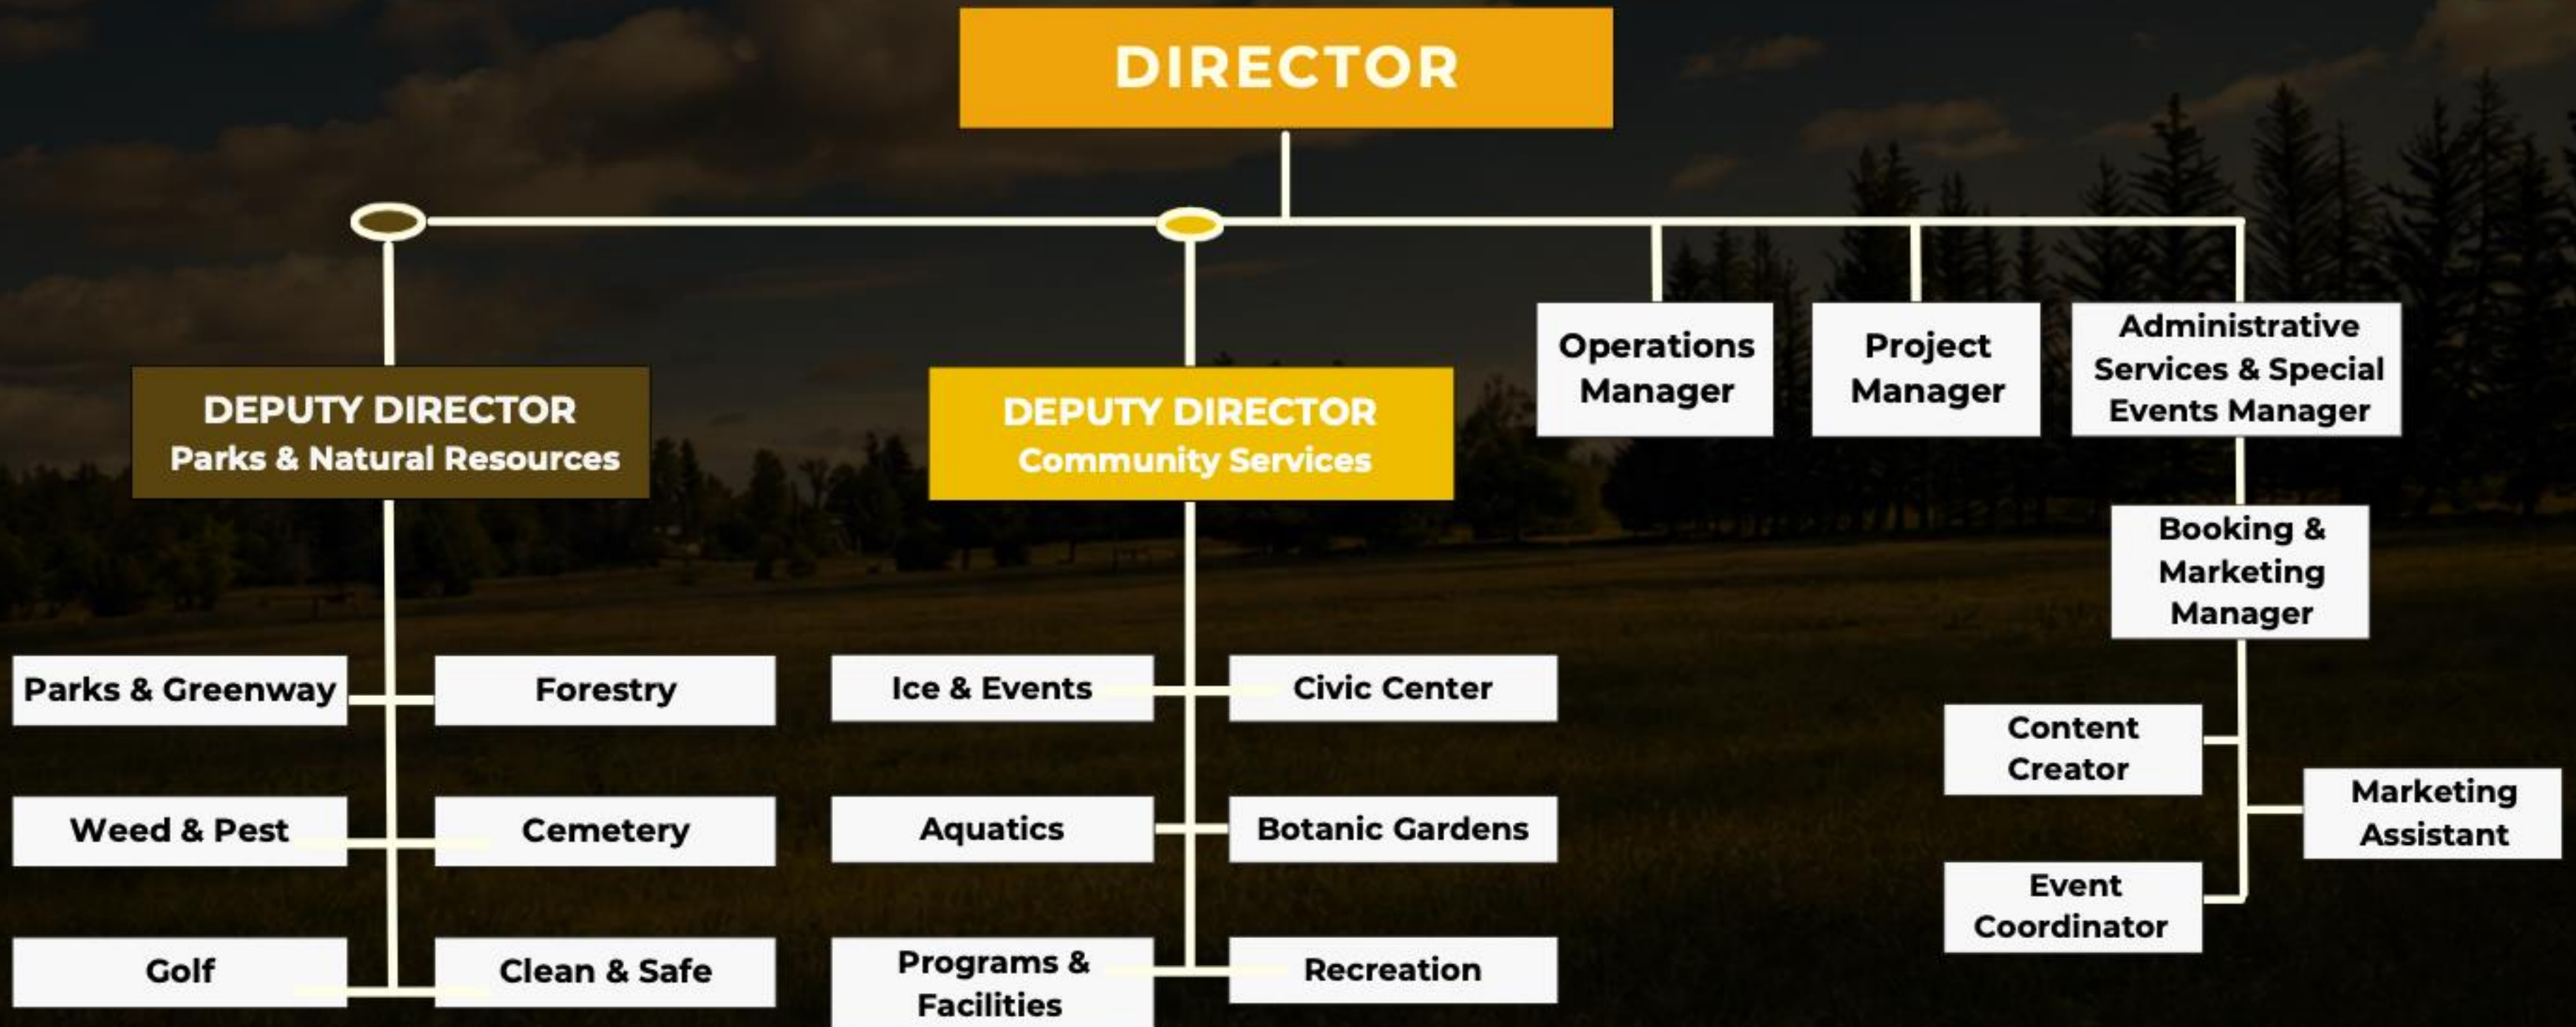 DIRECTOR
DEPUTY DIRECTOR
Parks & Natural Resources
DEPUTY DIRECTOR
Community Services
Operations
Manager
Project
Manager
Administrative
Services & Special
Events Manager
Booking &
Marketing
Manager
Parks & Greenway
Forestry
Weed & Pest
Cemetery
Golf
Clean & Safe
Ice & Events
Civic Center
Aquatics
Botanic Gardens
Programs &
Facilities
Recreation
Content
Creator
Marketing
Assistant
Event
Coordinator